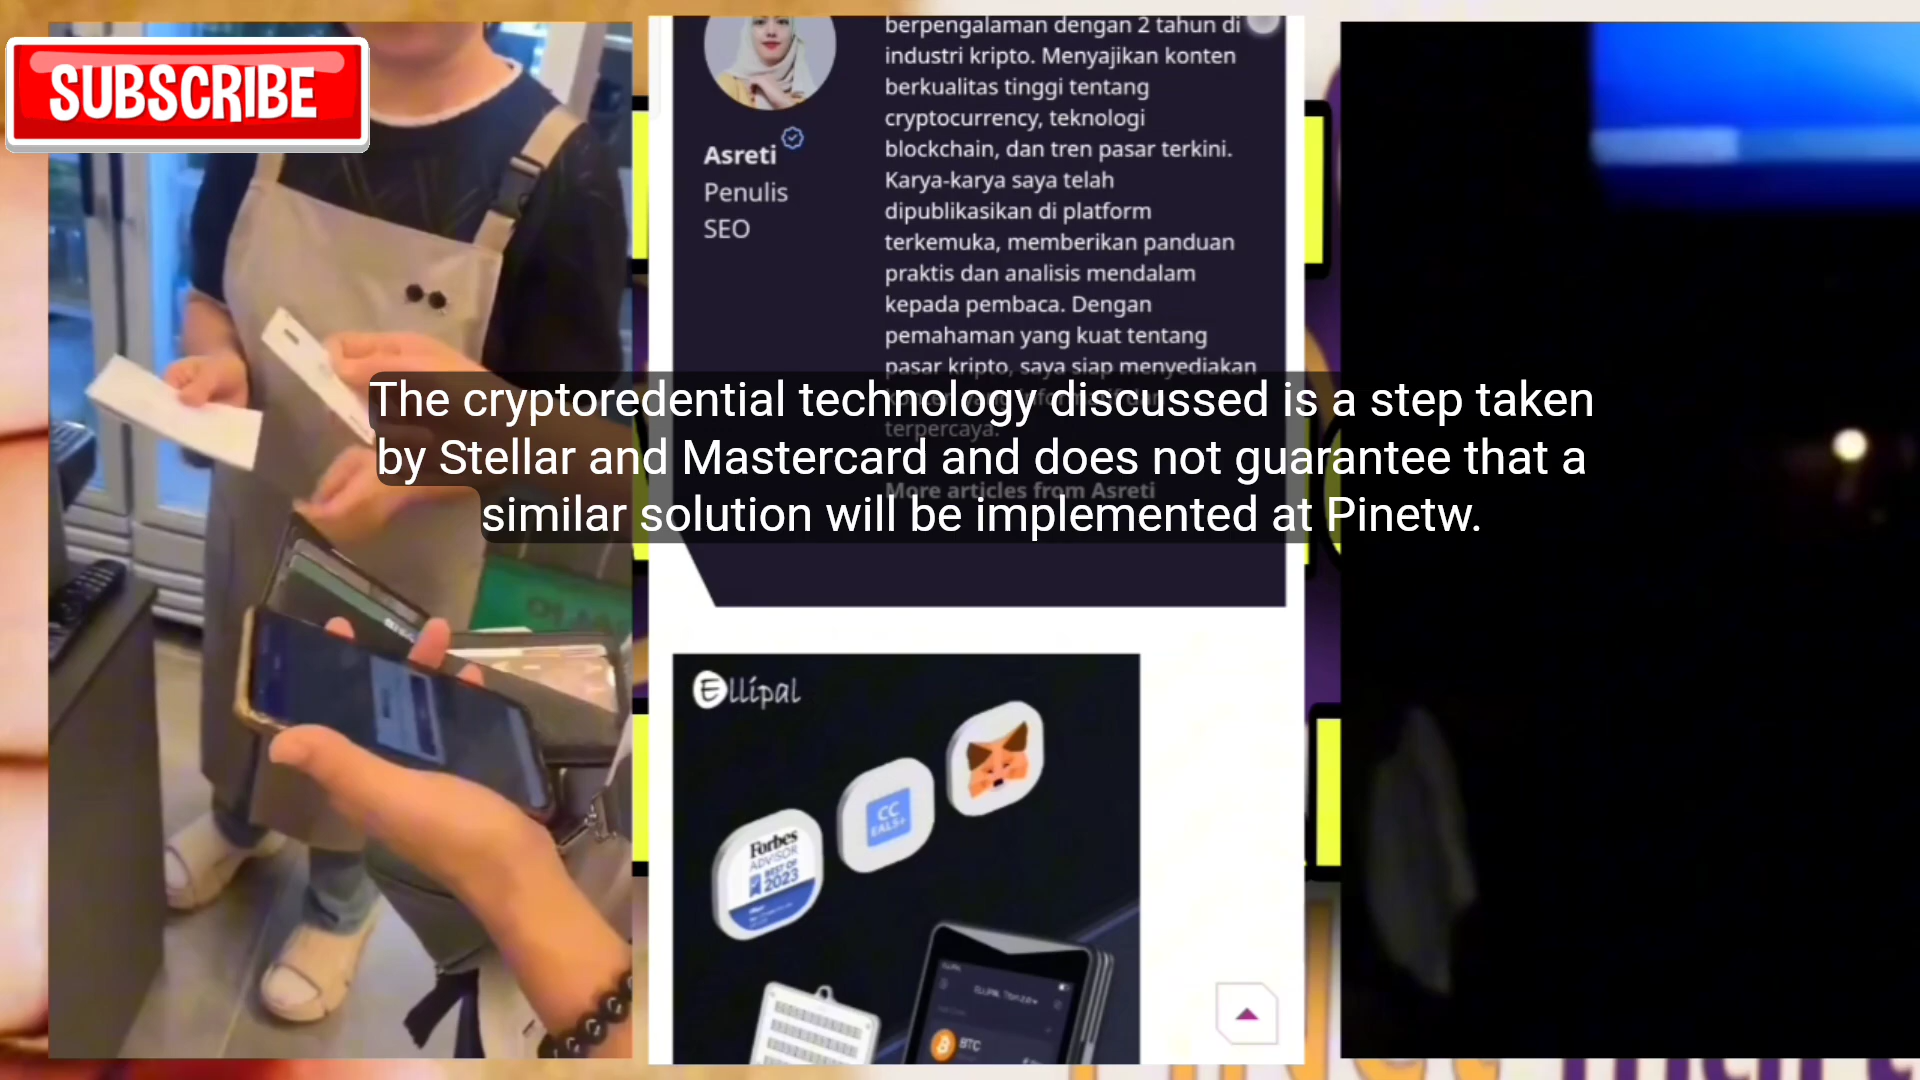 SUBSCRIBE
berpengalaman dengan 2 tahun di
industri kripto. Menyajikan konten
berkualitas tinggi tentang
cryptocurrency, teknologi
blockchain, dan tren pasar terkini.
Karya-karya saya telah
dipublikasikan di platform
terkemuka, memberikan panduan
praktis dan analisis mendalam
kepada pembaca. Dengan
pemahaman yang kuat tentang
pasar kripto, saya siap menyediakan
terpercaya.
More articles from Asreti
Asreti
Penulis
SEO
The cryptoredential technology discussed is a step taken
by Stellar and Mastercard and does not guarantee that a
similar solution will be implemented at Pinetw.
Ellipal
Forbes
ADVISOR
BEST OF
2023
CC
EAL5+
BTC